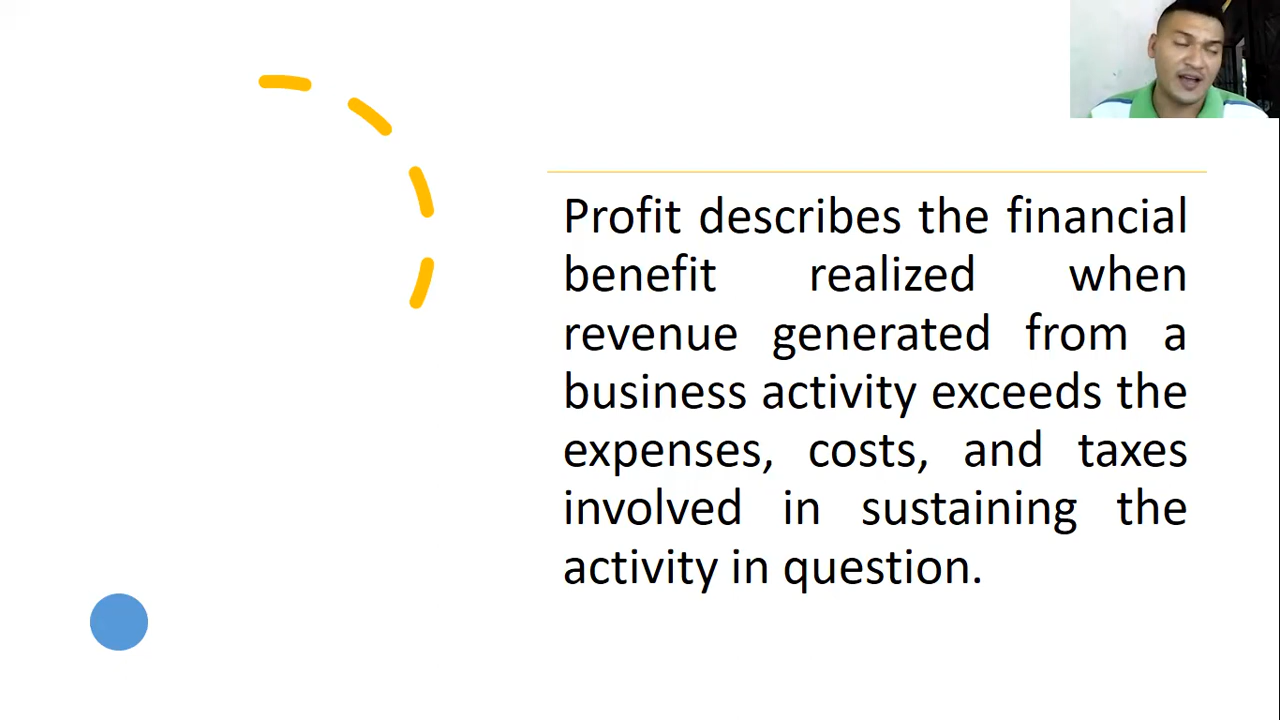 Profit describes the financial
benefit realized when
revenue generated from a
business activity exceeds the
expenses, costs, and taxes
involved in sustaining the
activity in question.